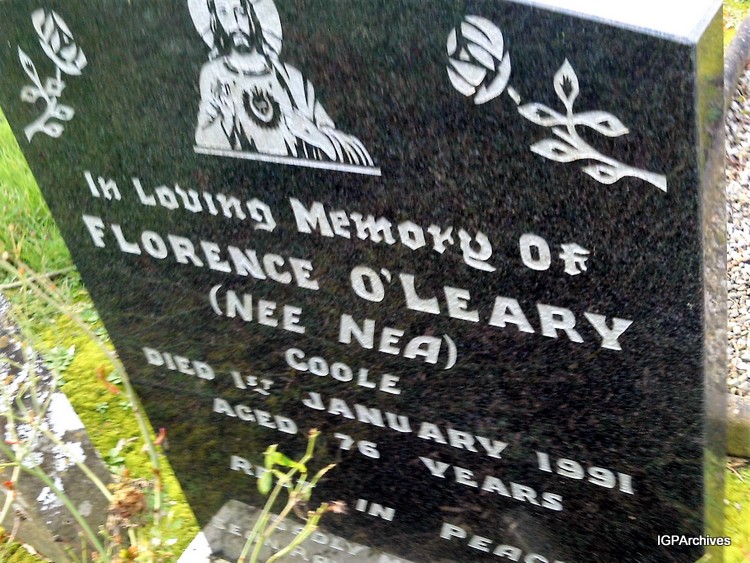 In Loving Memory Of
FLORENCE O'LEARY
(NEE NEA)
COOLE
DIED 1ST JANUARY 1991
AGED 76 YEARS
IN PEACE
IGPArchives